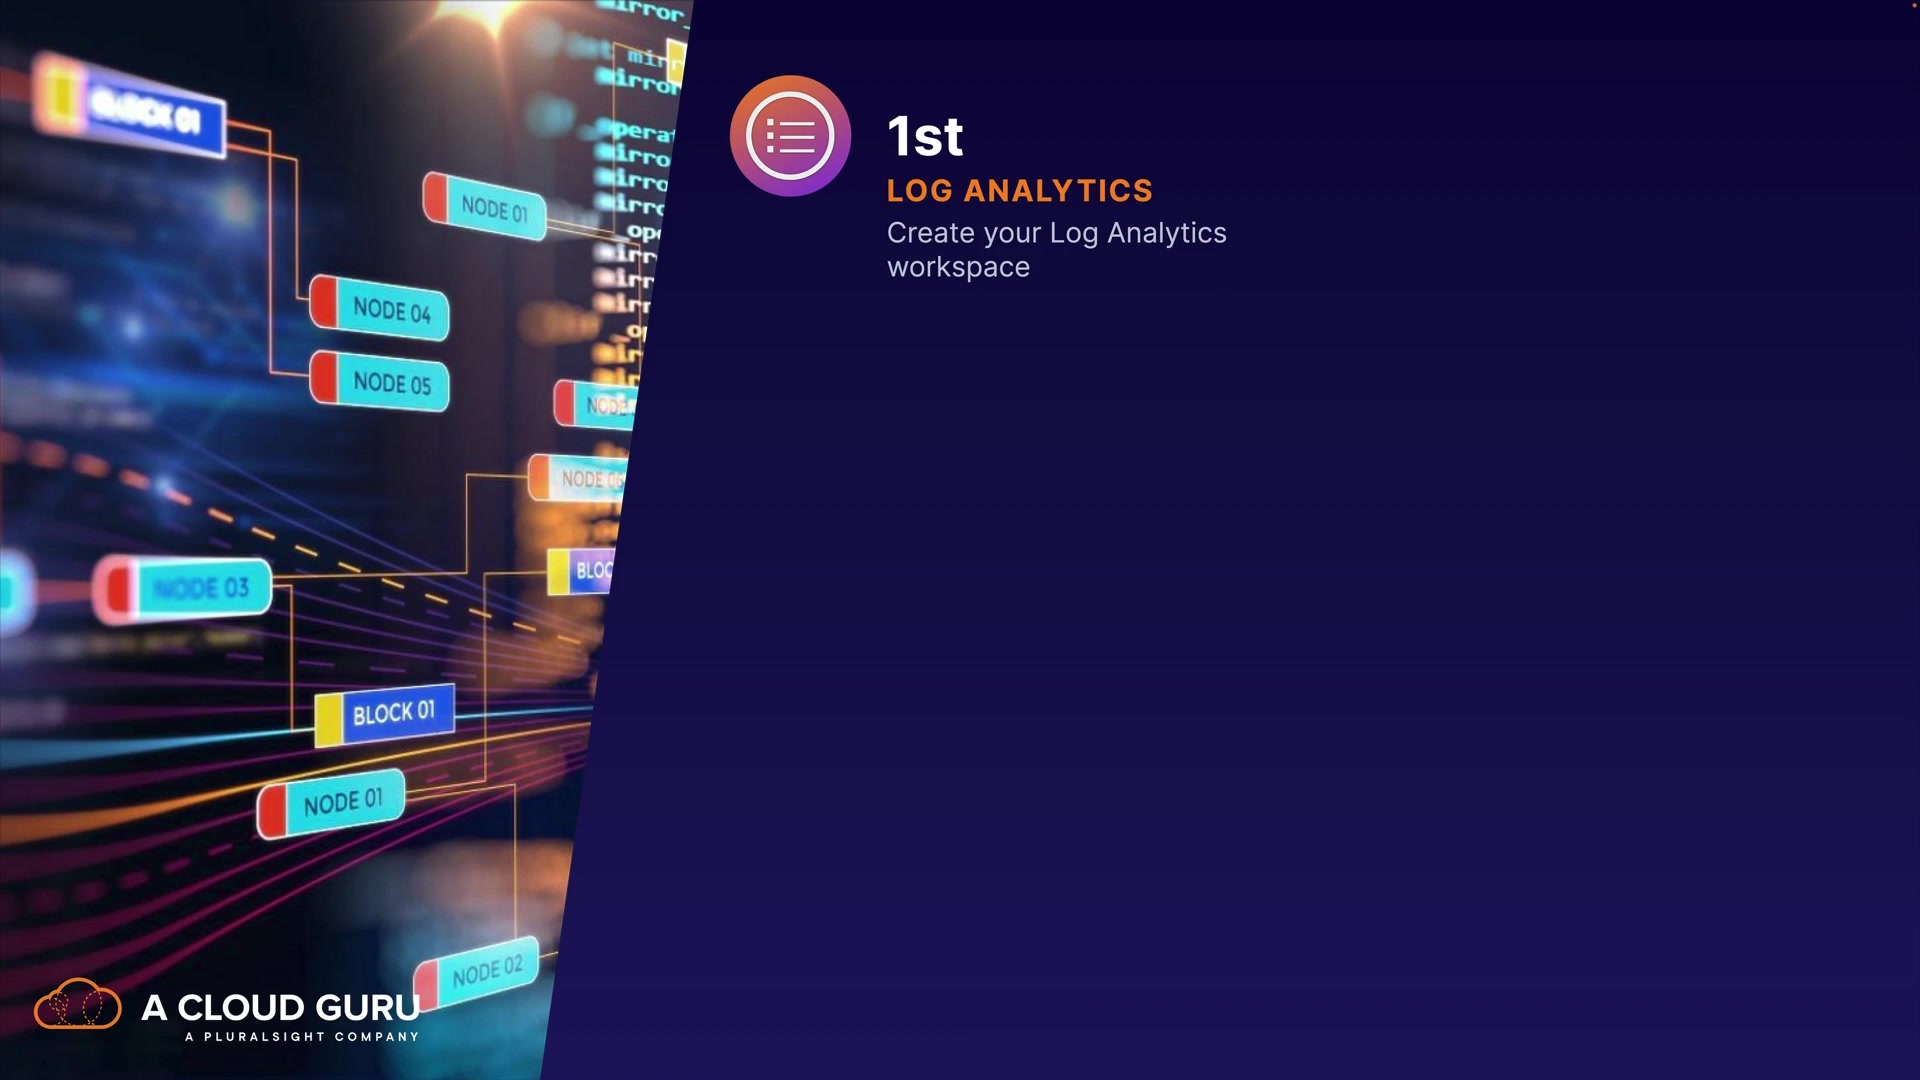 1st
LOG ANALYTICS
Create your Log Analytics
workspace
BLOCK 01
NODE 01
NODE 04
NODE 05
NODE 03
BLOCK 01
NODE 01
NODE 02
A CLOUD GURU
A PLURALSIGHT COMPANY